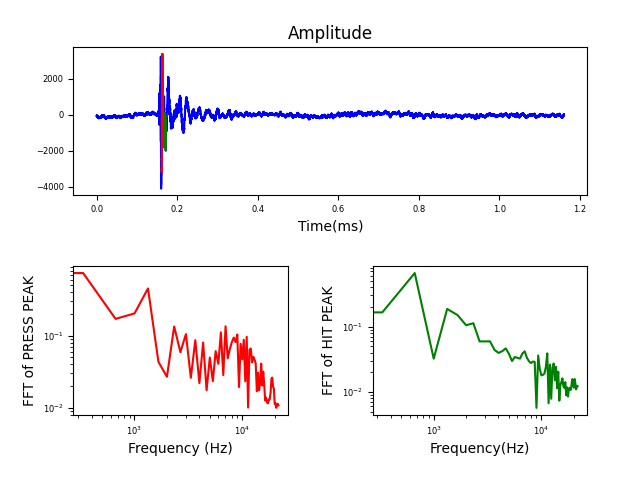 Amplitude
2000
0
−2000
−4000
0.0 0.2 0.4 0.6 0.8 1.0 1.2
Time(ms)
FFT of PRESS PEAK
10⁻¹
10⁻²
10³ 10⁴
Frequency (Hz)
FFT of HIT PEAK
10⁻¹
10⁻²
10³ 10⁴
Frequency(Hz)